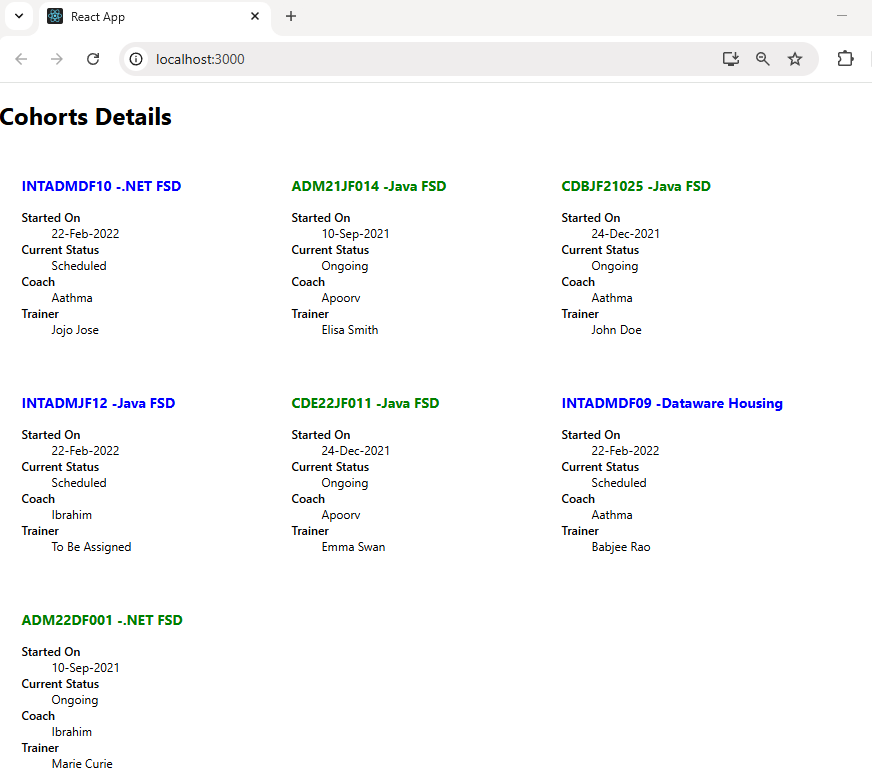 React App
localhost:3000
Cohorts Details
INTADMDF10 -.NET FSD
Started On
22-Feb-2022
Current Status
Scheduled
Coach
Aathma
Trainer
Jojo Jose
ADM21JF014 -Java FSD
Started On
10-Sep-2021
Current Status
Ongoing
Coach
Apoorv
Trainer
Elisa Smith
CDBJF21025 -Java FSD
Started On
24-Dec-2021
Current Status
Ongoing
Coach
Aathma
Trainer
John Doe
INTADMJF12 -Java FSD
Started On
22-Feb-2022
Current Status
Scheduled
Coach
Ibrahim
Trainer
To Be Assigned
CDE22JF011 -Java FSD
Started On
24-Dec-2021
Current Status
Ongoing
Coach
Apoorv
Trainer
Emma Swan
INTADMDF09 -Dataware Housing
Started On
22-Feb-2022
Current Status
Scheduled
Coach
Aathma
Trainer
Babjee Rao
ADM22DF001 -.NET FSD
Started On
10-Sep-2021
Current Status
Ongoing
Coach
Ibrahim
Trainer
Marie Curie